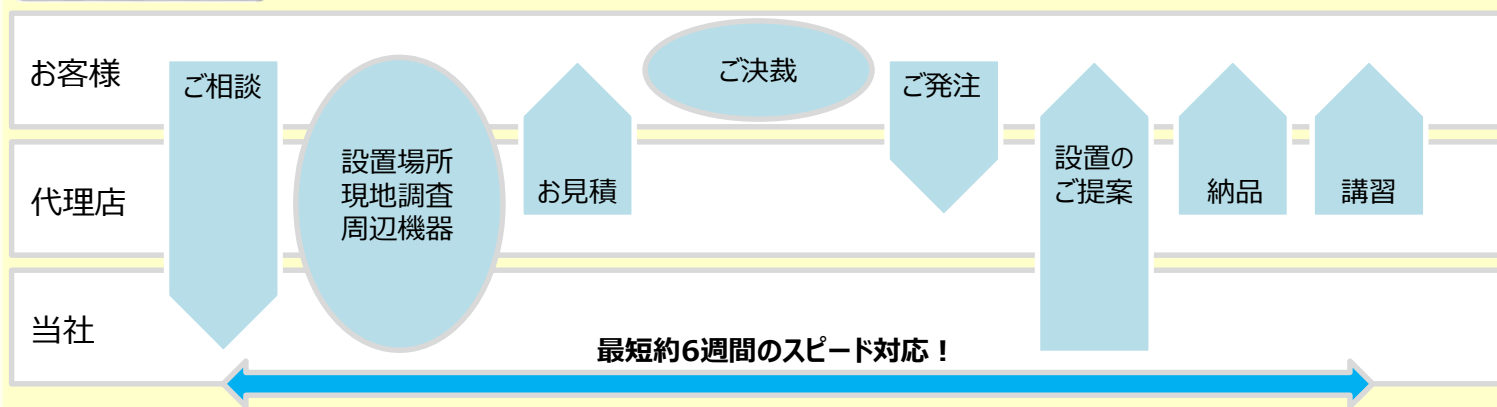 お客様
ご相談
ご決裁
ご発注
設置場所
現地調査
周辺機器
代理店
お見積
設置の
ご提案
納品
講習
当社
最短約6週間のスピード対応！